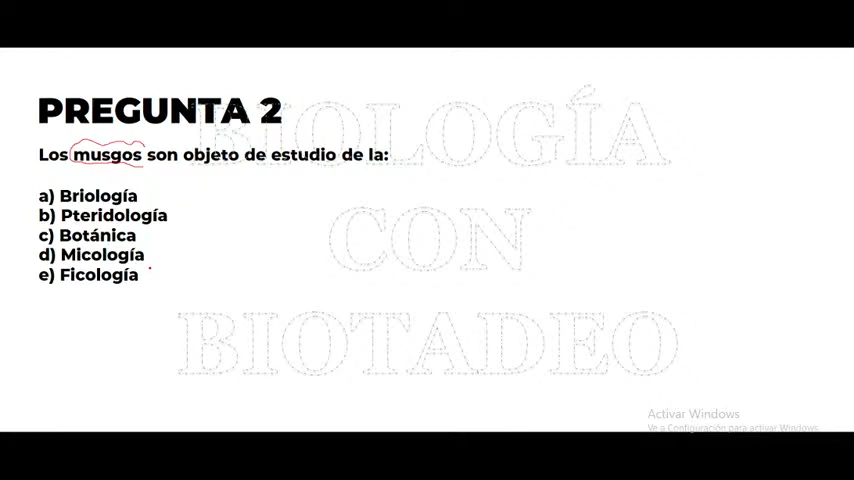 PREGUNTA 2
Los musgos son objeto de estudio de la:
a) Briología
b) Pteridología
c) Botánica
d) Micología
e) Ficología
BIOLOGÍA
CON
BIOTADEO
Activar Windows
Ve a Configuración para activar Windows.